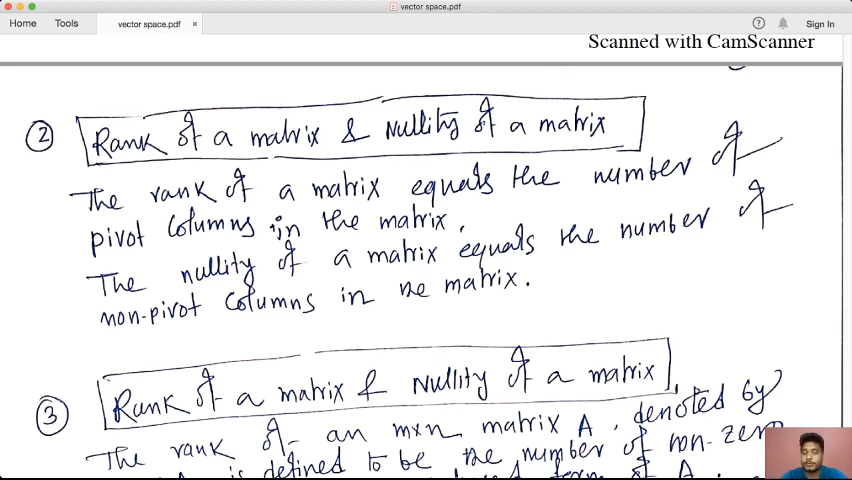 vector space.pdf
Home Tools vector space.pdf × Sign In
Scanned with CamScanner
② Rank of a matrix & Nullity of a matrix
The rank of a matrix equals the number of
pivot columns in the matrix.
The nullity of a matrix equals the number of
non-pivot columns in the matrix.
③ Rank of a matrix & Nullity of a matrix
The rank of an mxn matrix A, denoted by
is defined to be the number of non-zero
form of A